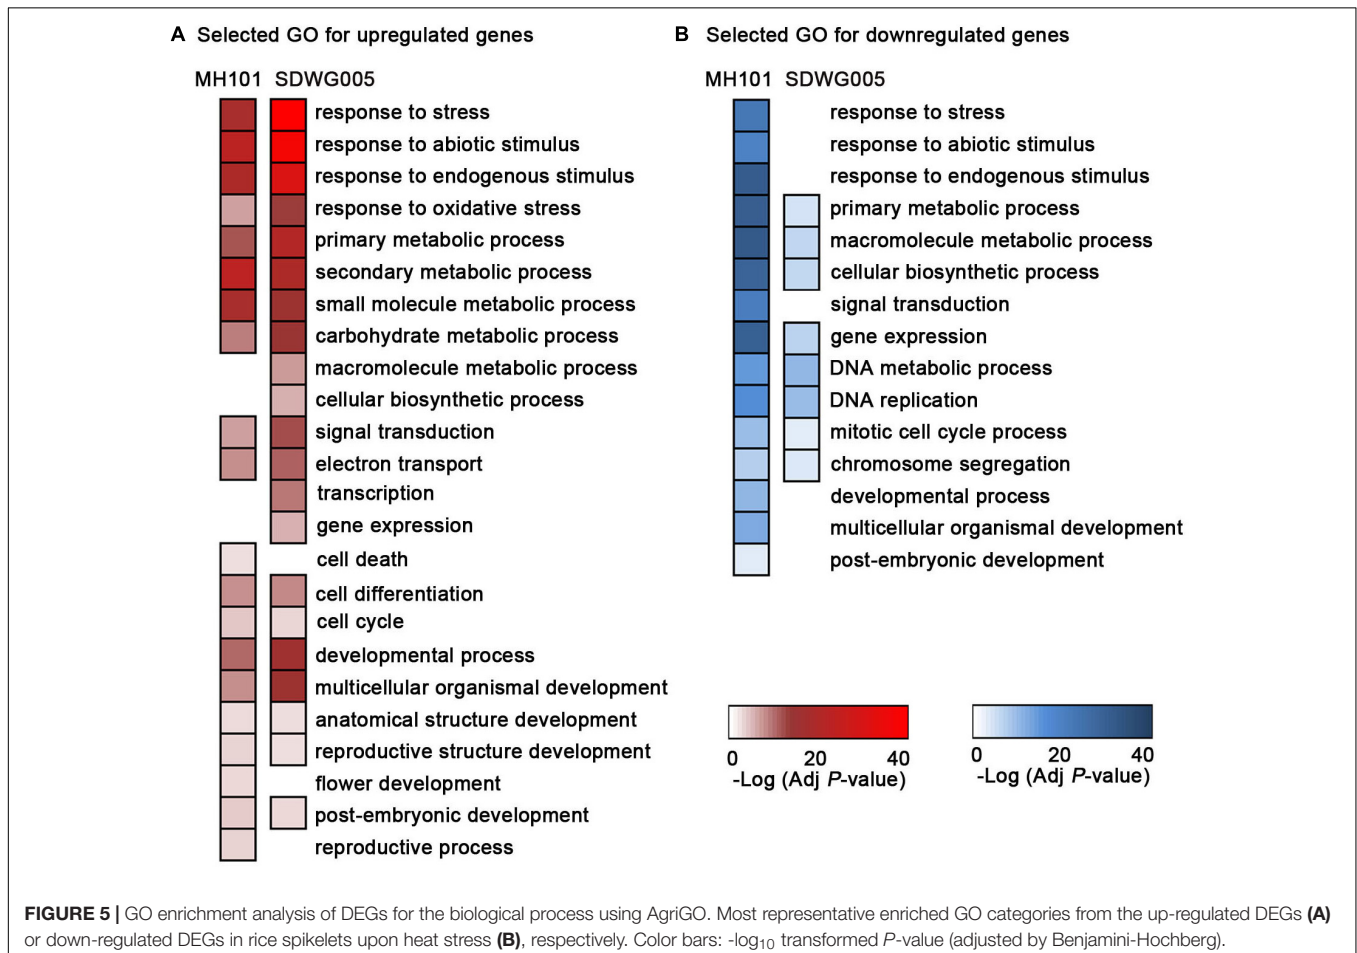 A Selected GO for upregulated genes
MH101 SDWG005
response to stress
response to abiotic stimulus
response to endogenous stimulus
response to oxidative stress
primary metabolic process
secondary metabolic process
small molecule metabolic process
carbohydrate metabolic process
macromolecule metabolic process
cellular biosynthetic process
signal transduction
electron transport
transcription
gene expression
cell death
cell differentiation
cell cycle
developmental process
multicellular organismal development
anatomical structure development
reproductive structure development
flower development
post-embryonic development
reproductive process
B Selected GO for downregulated genes
MH101 SDWG005
response to stress
response to abiotic stimulus
response to endogenous stimulus
primary metabolic process
macromolecule metabolic process
cellular biosynthetic process
signal transduction
gene expression
DNA metabolic process
DNA replication
mitotic cell cycle process
chromosome segregation
developmental process
multicellular organismal development
post-embryonic development
0 20 40
-Log (Adj P-value)
0 20 40
-Log (Adj P-value)
FIGURE 5 | GO enrichment analysis of DEGs for the biological process using AgriGO. Most representative enriched GO categories from the up-regulated DEGs (A)
or down-regulated DEGs in rice spikelets upon heat stress (B), respectively. Color bars: -log10 transformed P-value (adjusted by Benjamini-Hochberg).